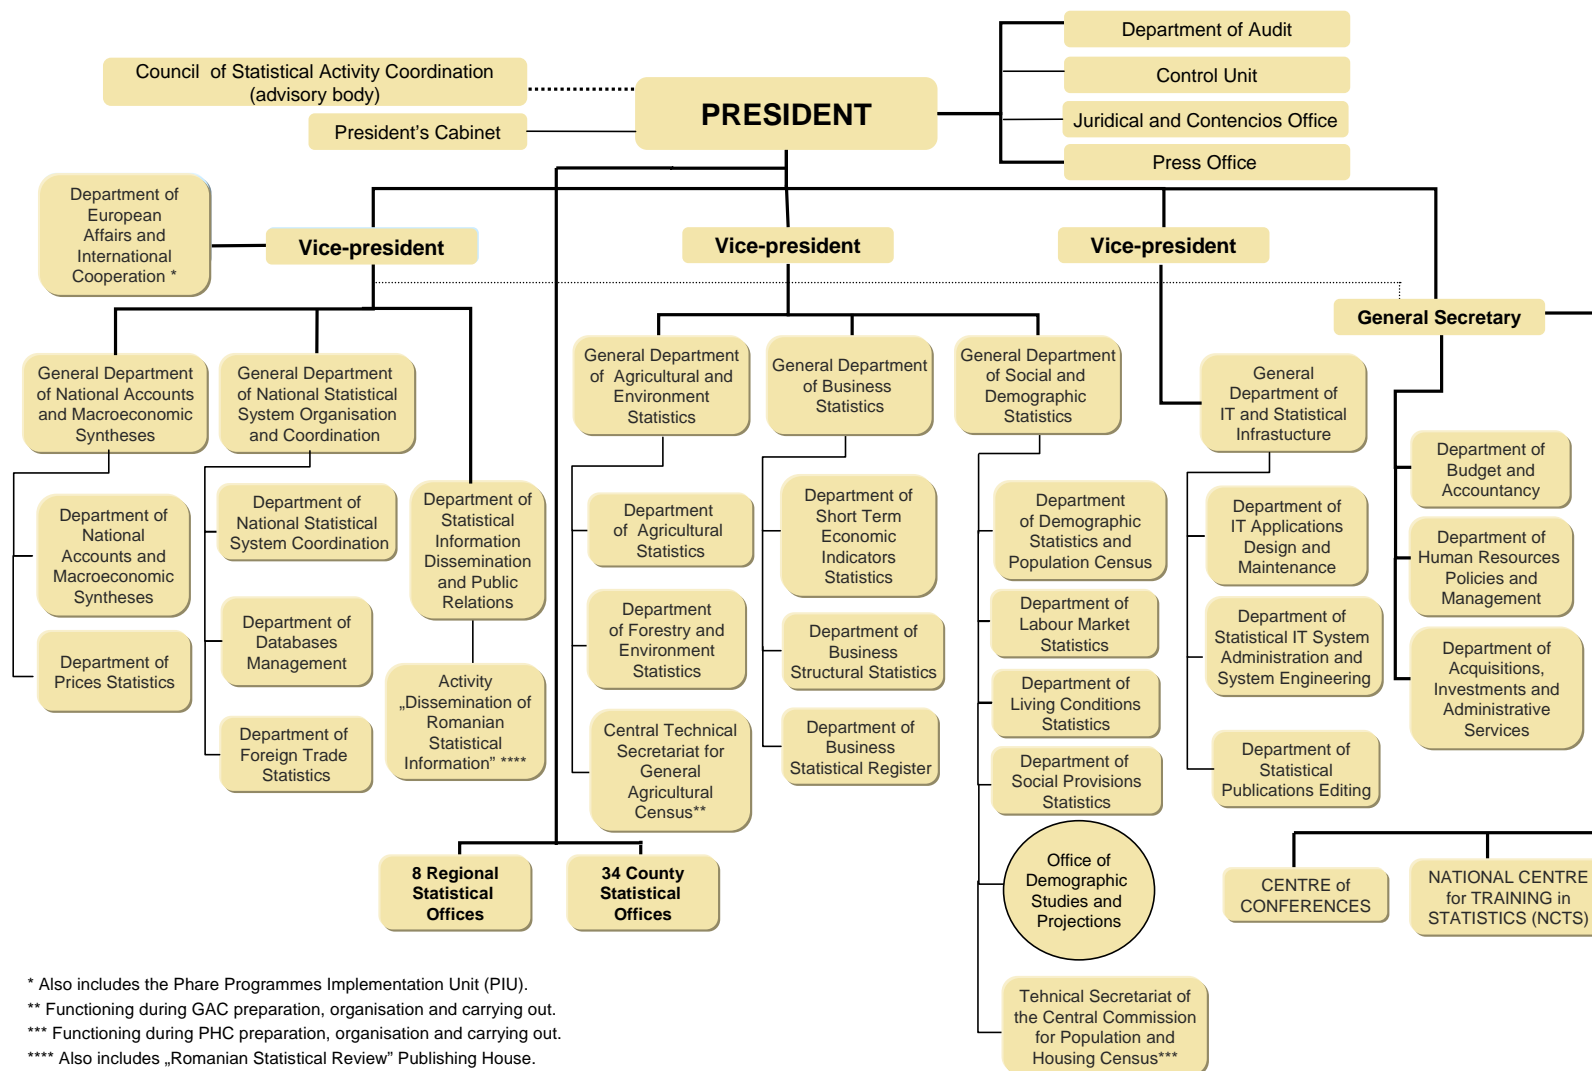 Department of Audit
Council  of Statistical Activity Coordination
(advisory body)
Control Unit
PRESIDENT
President's Cabinet
Juridical and Contencios Office
Press Office
Department of
European
Affairs and
International
Cooperation *
Vice-president
Vice-president
Vice-president
General Secretary
General Department
of National Accounts
and Macroeconomic
Syntheses
General Department
of National Statistical
System Organisation
and Coordination
General Department
of  Agricultural and
Environment
Statistics
General Department
of Business
Statistics
General Department
of Social and
Demographic
Statistics
General
Department of
IT and Statistical
Infrastucture
Department of
National
Accounts and
Macroeconomic
Syntheses
Department of
Prices Statistics
Department of
National Statistical
System Coordination
Department of
Databases
Management
Department of
Foreign Trade
Statistics
Department of
Statistical
Information
Dissemination
and Public
Relations
Activity
„Dissemination of
Romanian
Statistical
Information” ****
Department
of  Agricultural
Statistics
Department
of Forestry and
Environment
Statistics
Central Technical
Secretariat for
General
Agricultural
Census**
Department of
Short Term
Economic
Indicators
Statistics
Department of
Business
Structural Statistics
Department of
Business
Statistical Register
Department
of Demographic
Statistics and
Population Census
Department of
Labour Market
Statistics
Department of
Living Conditions
Statistics
Department of
Social Provisions
Statistics
Office of
Demographic
Studies and
Projections
Tehnical Secretariat of
the Central Commission
for Population and
Housing Census***
Department of
IT Applications
Design and
Maintenance
Department of
Statistical IT System
Administration and
System Engineering
Department of
Statistical
Publications Editing
Department of
Budget and
Accountancy
Department of
Human Resources
Policies and
Management
Department of
Acquisitions,
Investments and
Administrative
Services
8 Regional
Statistical
Offices
34 County
Statistical
Offices
CENTRE of
CONFERENCES
NATIONAL CENTRE
for TRAINING in
STATISTICS (NCTS)
* Also includes the Phare Programmes Implementation Unit (PIU).
** Functioning during GAC preparation, organisation and carrying out.
*** Functioning during PHC preparation, organisation and carrying out.
**** Also includes „Romanian Statistical Review” Publishing House.